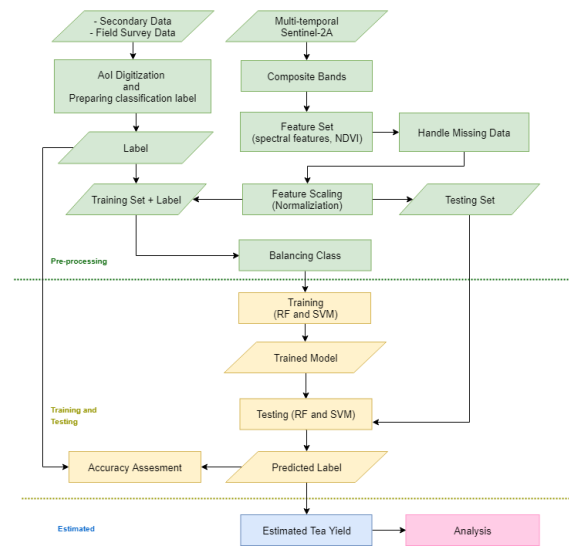 - Secondary Data
- Field Survey Data
Multi-temporal
Sentinel-2A
AoI Digitization
and
Preparing classification label
Composite Bands
Feature Set
(spectral features, NDVI)
Handle Missing Data
Label
Training Set + Label
Feature Scaling
(Normaliziation)
Testing Set
Balancing Class
Pre-processing
Training
(RF and SVM)
Trained Model
Training and
Testing
Testing (RF and SVM)
Accuracy Assesment
Predicted Label
Estimated
Estimated Tea Yield
Analysis